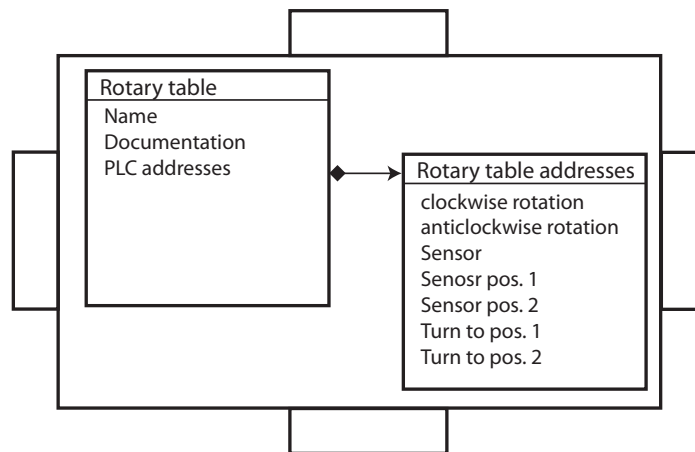 Rotary table
Name
Documentation
PLC addresses
Rotary table addresses
clockwise rotation
anticlockwise rotation
Sensor
Senosr pos. 1
Sensor pos. 2
Turn to pos. 1
Turn to pos. 2